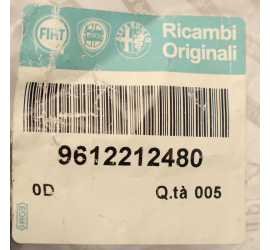 FIAT
Ricambi
Originali
9612212480
0D
Q.tà 005